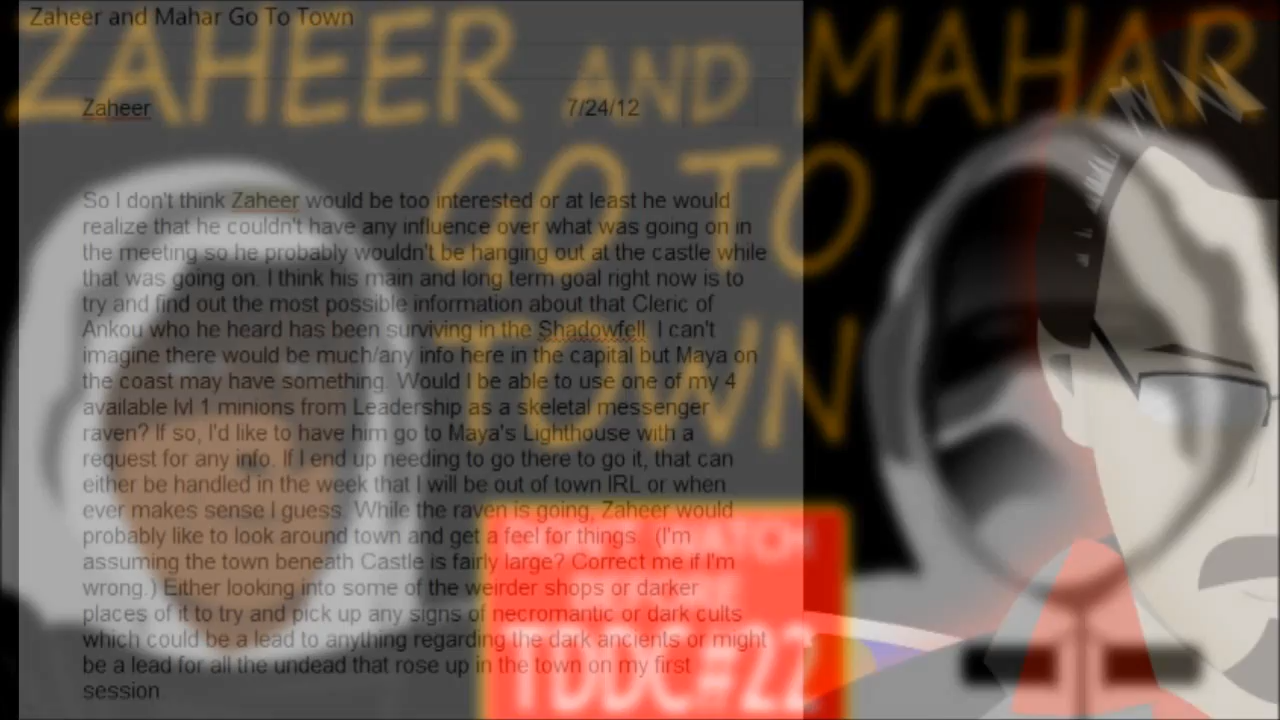 Zaheer and Mahar Go To Town
ZAHEER AND MAHAR
GO TO
TOWN
Zaheer 7/24/12
So I don't think Zaheer would be too interested or at least he would
realize that he couldn't have any influence over what was going on in
the meeting so he probably wouldn't be hanging out at the castle while
that was going on. I think his main and long term goal right now is to
try and find out the most possible information about that Cleric of
Ankou who he heard has been surviving in the Shadowfell. I can't
imagine there would be much/any info here in the capital but Maya on
the coast may have something. Would I be able to use one of my 4
available lvl 1 minions from Leadership as a skeletal messenger
raven? If so, I'd like to have him go to Maya's Lighthouse with a
request for any info. If I end up needing to go there to go it, that can
either be handled in the week that I will be out of town IRL or when
ever makes sense I guess. While the raven is going, Zaheer would
probably like to look around town and get a feel for things. (I'm
assuming the town beneath Castle is fairly large? Correct me if I'm
wrong.) Either looking into some of the weirder shops or darker
places of it to try and pick up any signs of necromantic or dark cults
which could be a lead to anything regarding the dark ancients or might
be a lead for all the undead that rose up in the town on my first
session
TDDC#22